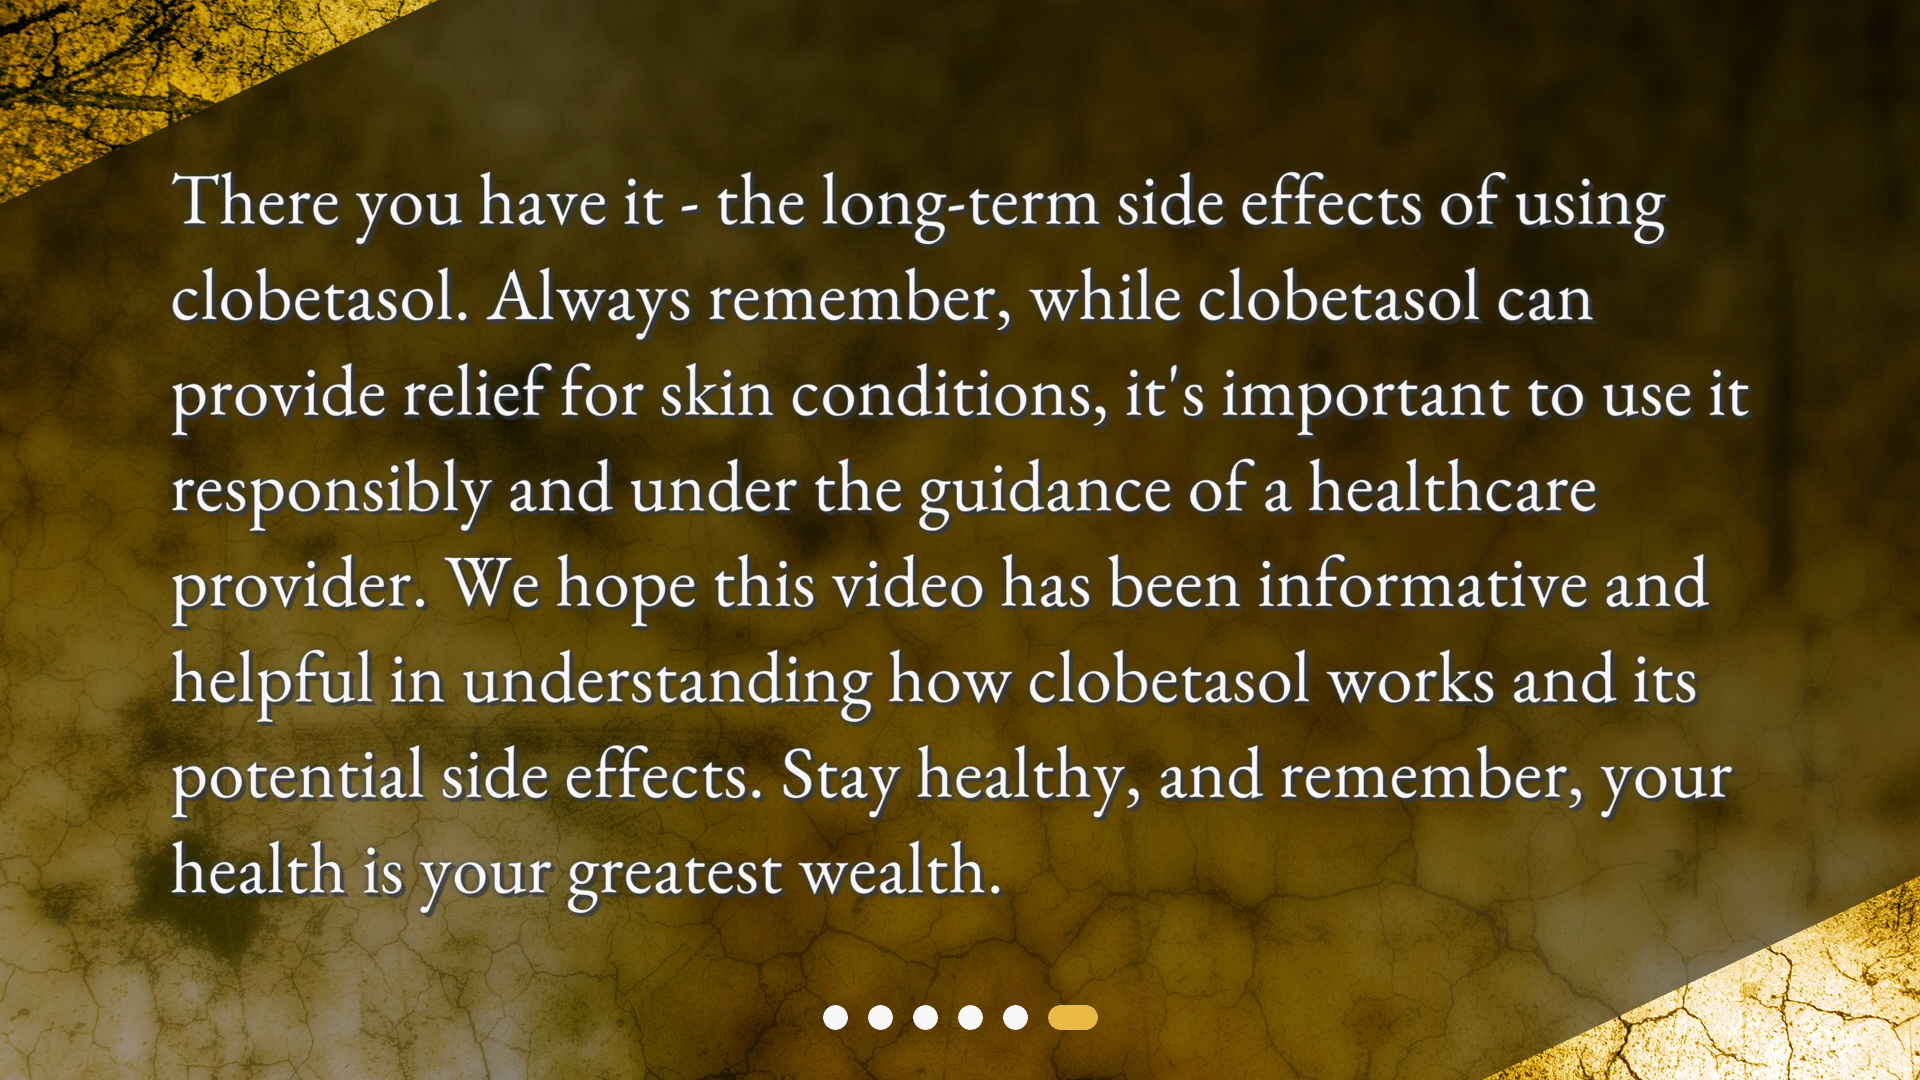 There you have it - the long-term side effects of using
clobetasol. Always remember, while clobetasol can
provide relief for skin conditions, it's important to use it
responsibly and under the guidance of a healthcare
provider. We hope this video has been informative and
helpful in understanding how clobetasol works and its
potential side effects. Stay healthy, and remember, your
health is your greatest wealth.